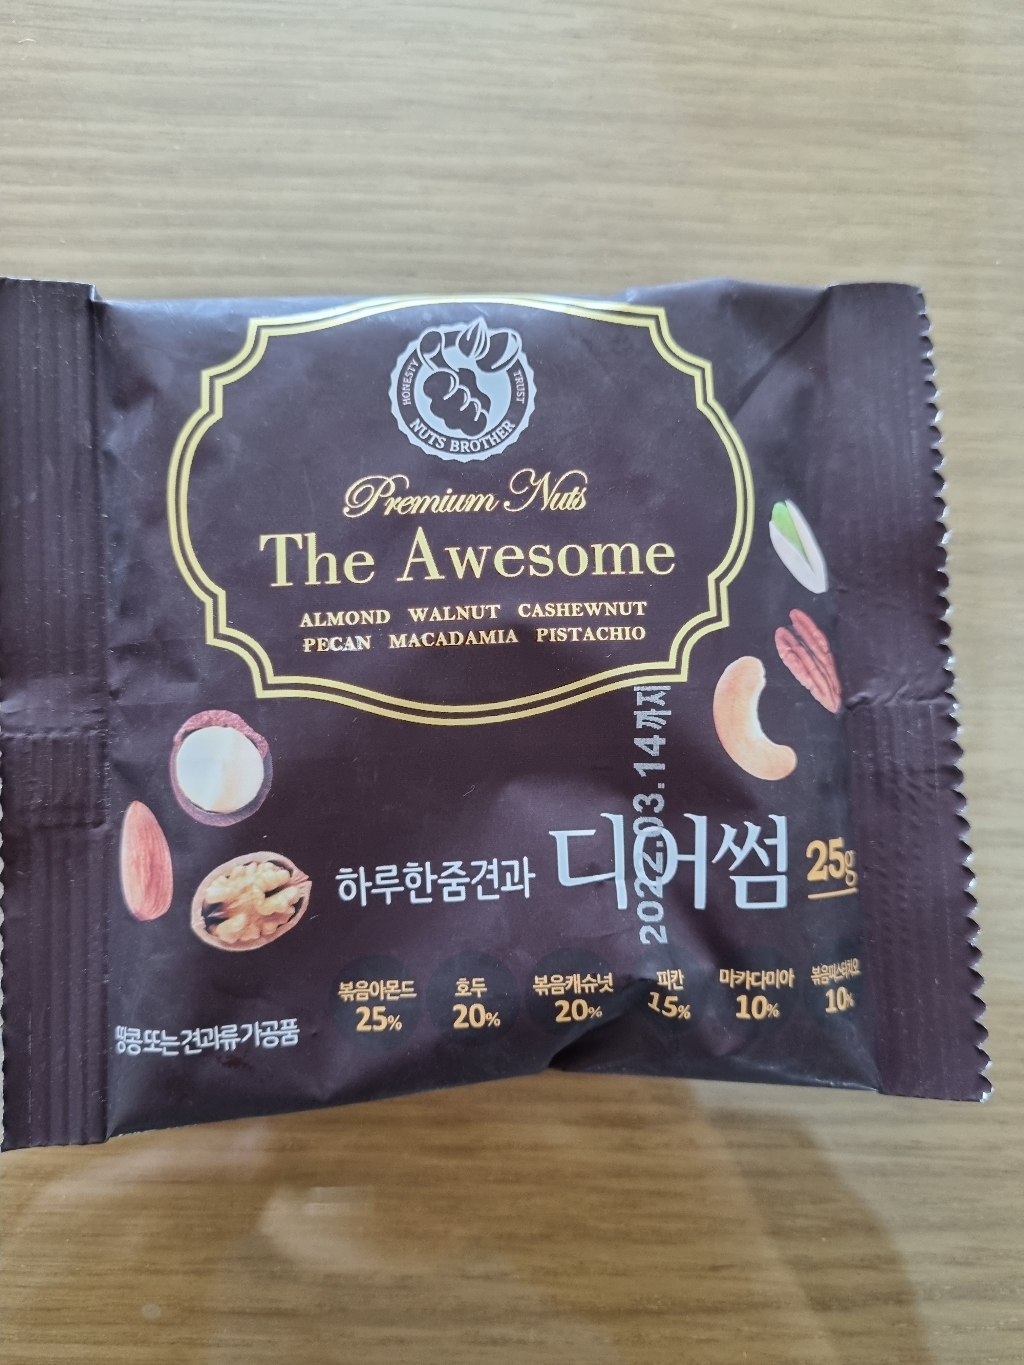 HONESTY TRUST
NUTS BROTHER
Premium Nuts
The Awesome
ALMOND WALNUT CASHEWNUT
PECAN MACADAMIA PISTACHIO
2022.03.14까지
하루한줌견과 디어썸 25g
볶음아몬드 호두 볶음캐슈넛 피칸 마카다미아 볶음피스타치오
25% 20% 20% 15% 10% 10%
땅콩 또는 견과류 가공품